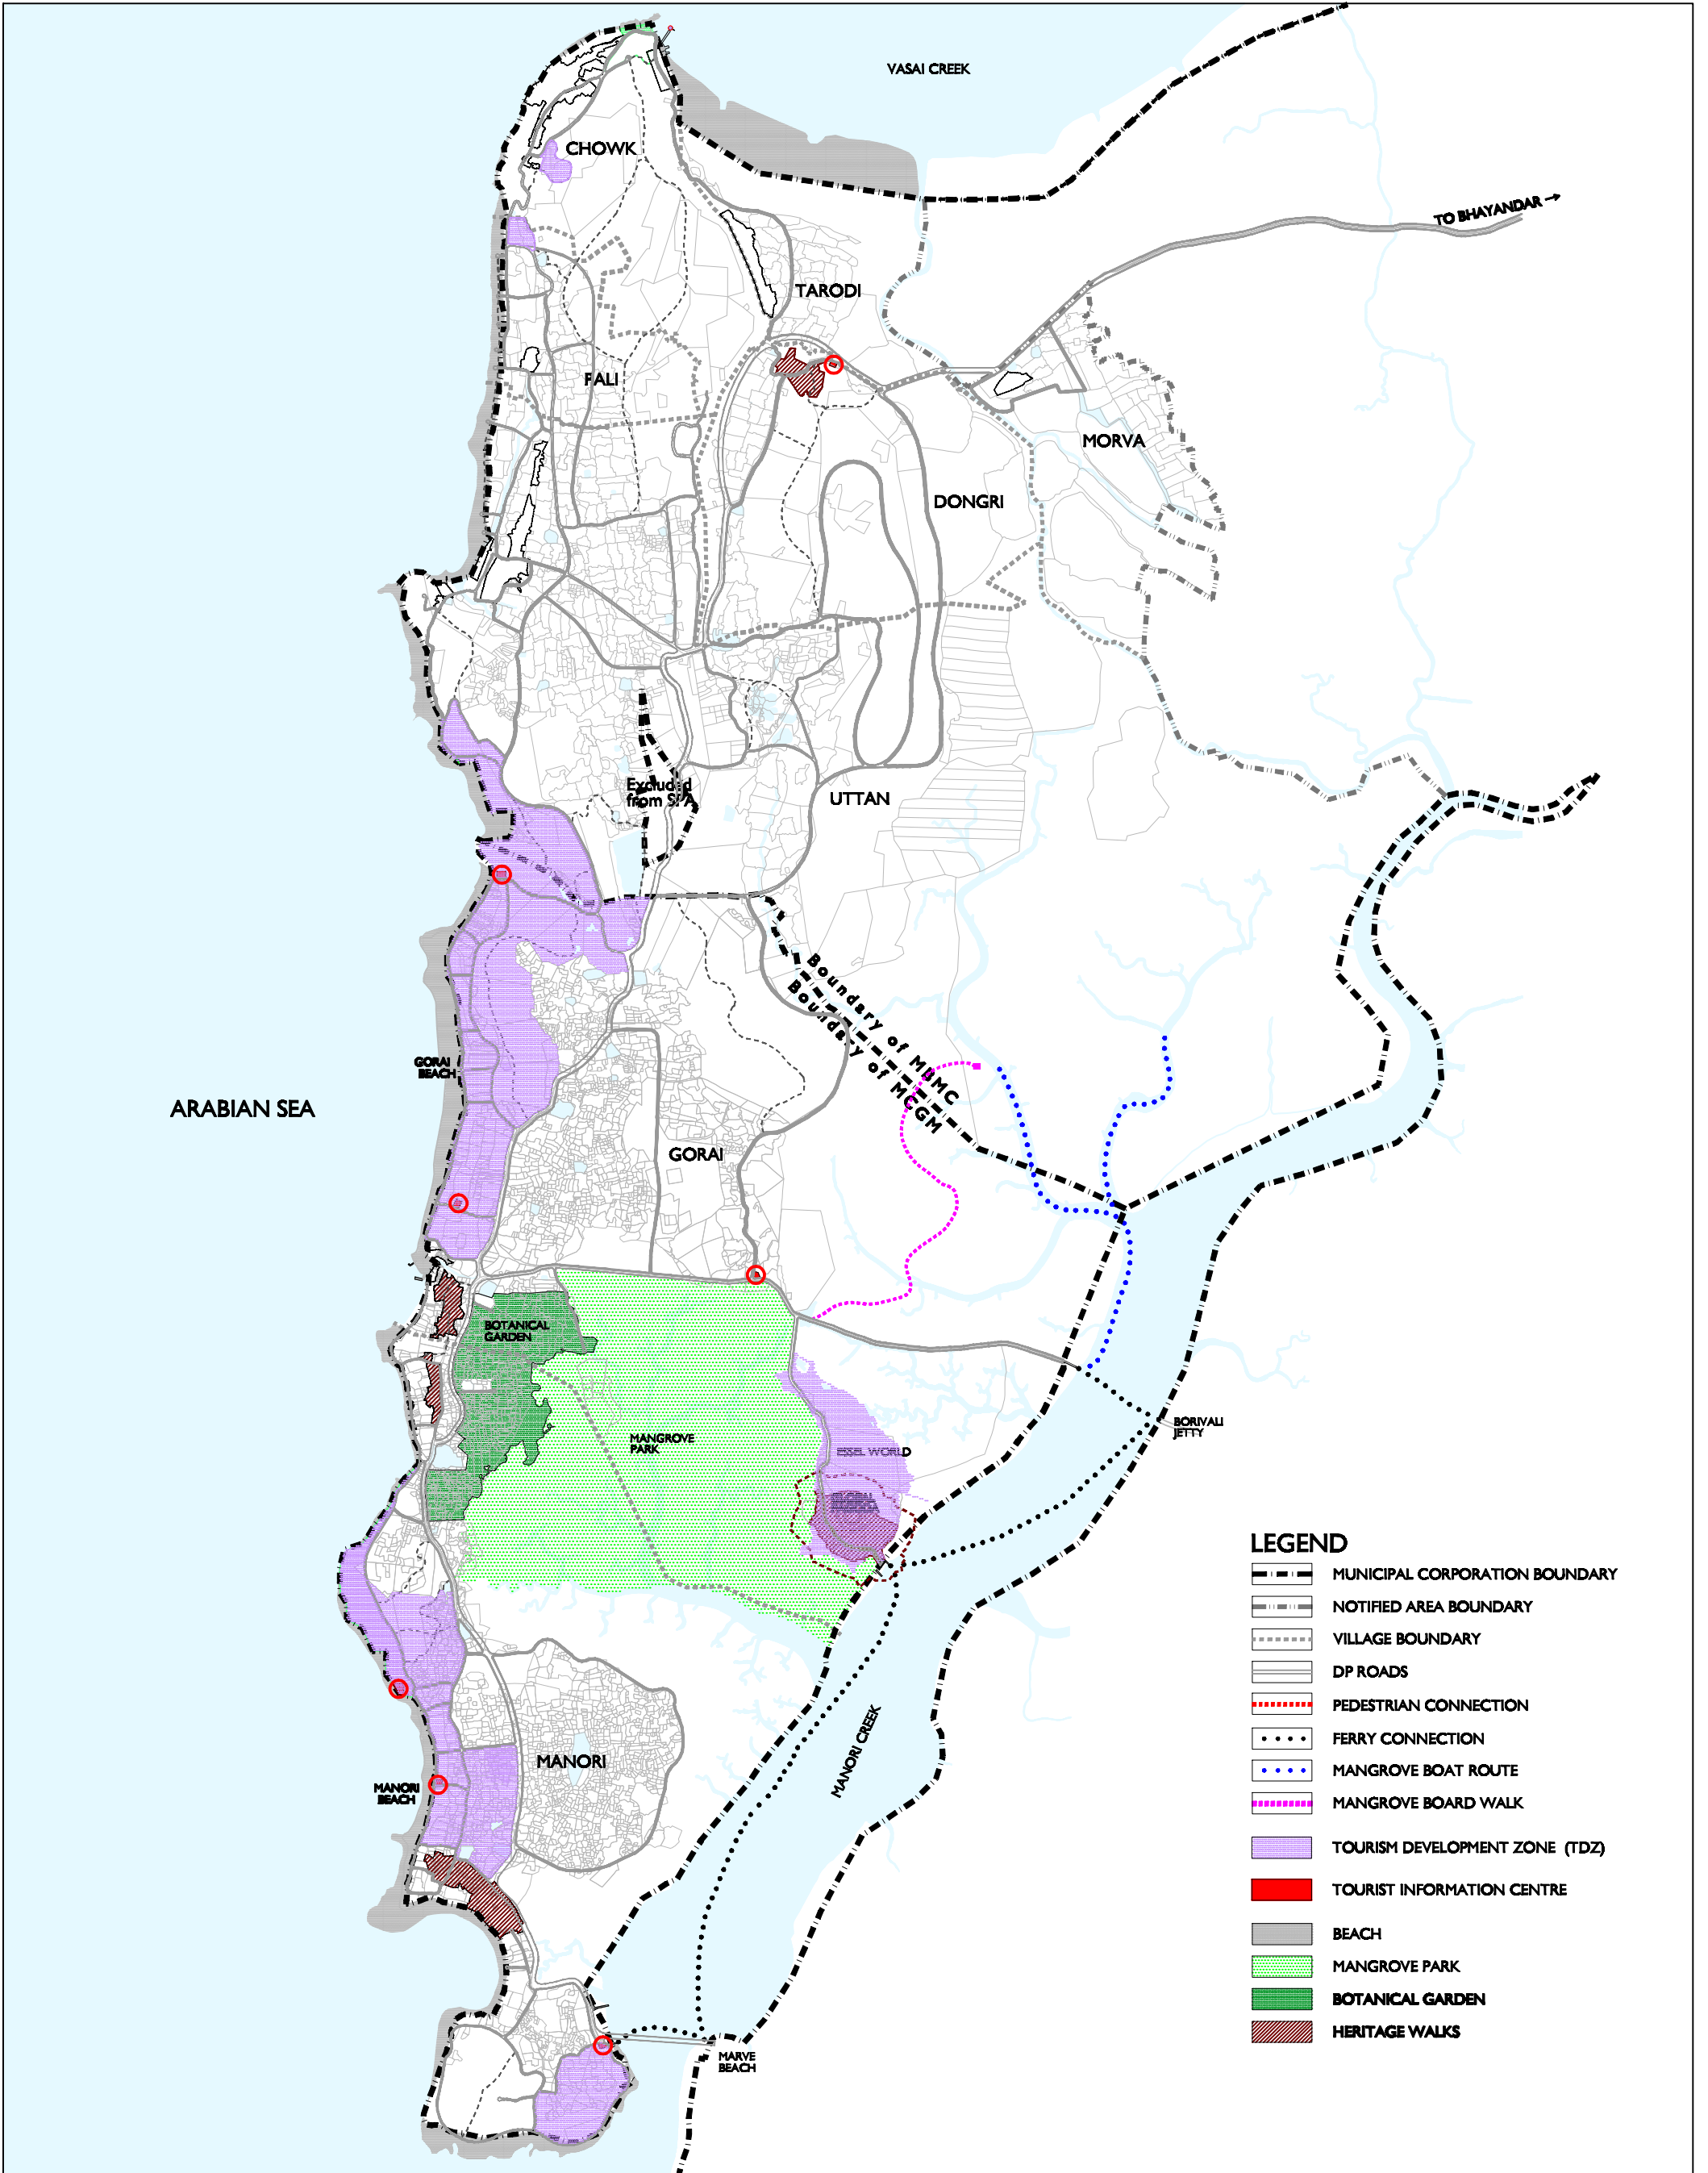 VASAI CREEK
CHOWK
TO BHAYANDAR →
TARODI
PALI
MORVA
DONGRI
Excluded
from SPA
UTTAN
Boundary of MBMC
Boundary of MCGM
GORAI
BEACH
ARABIAN SEA
GORAI
BOTANICAL
GARDEN
MANGROVE
PARK
BORIVALI
JETTY
ESSEL WORLD
MANORI CREEK
MANORI
MANORI
BEACH
MARVE
BEACH
LEGEND
MUNICIPAL CORPORATION BOUNDARY
NOTIFIED AREA BOUNDARY
VILLAGE BOUNDARY
DP ROADS
PEDESTRIAN CONNECTION
FERRY CONNECTION
MANGROVE BOAT ROUTE
MANGROVE BOARD WALK
TOURISM DEVELOPMENT ZONE (TDZ)
TOURIST INFORMATION CENTRE
BEACH
MANGROVE PARK
BOTANICAL GARDEN
HERITAGE WALKS